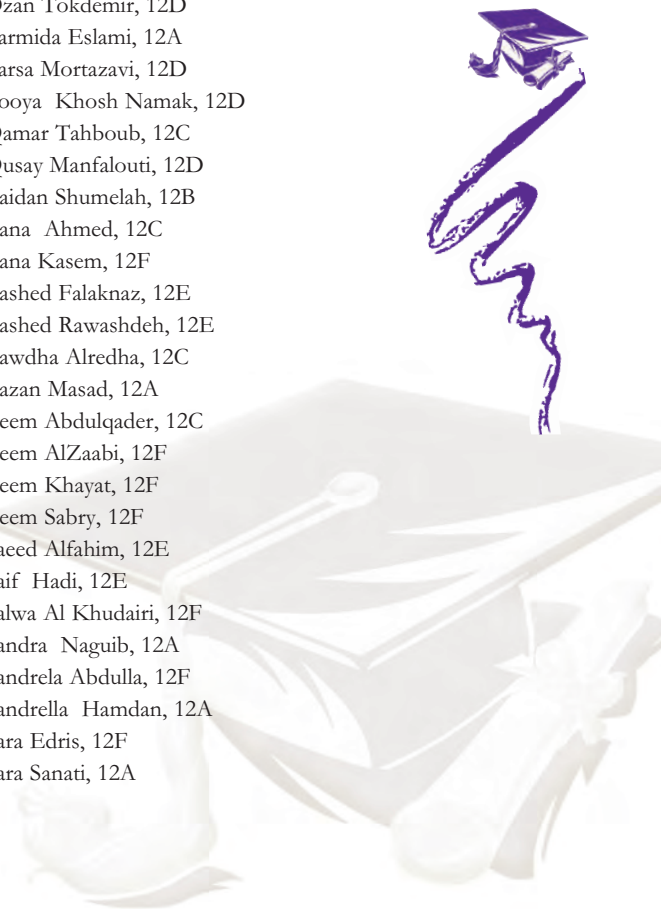 Ozan Tokdemir, 12D
armida Eslami, 12A
arsa Mortazavi, 12D
ooya Khosh Namak, 12D
Qamar Tahboub, 12C
Qusay Manfalouti, 12D
aidan Shumelah, 12B
ana Ahmed, 12C
ana Kasem, 12F
ashed Falaknaz, 12E
ashed Rawashdeh, 12E
awdha Alredha, 12C
azan Masad, 12A
eem Abdulqader, 12C
eem AlZaabi, 12F
eem Khayat, 12F
eem Sabry, 12F
aeed Alfahim, 12E
aif Hadi, 12E
alwa Al Khudairi, 12F
andra Naguib, 12A
andrela Abdulla, 12F
andrella Hamdan, 12A
ara Edris, 12F
ara Sanati, 12A